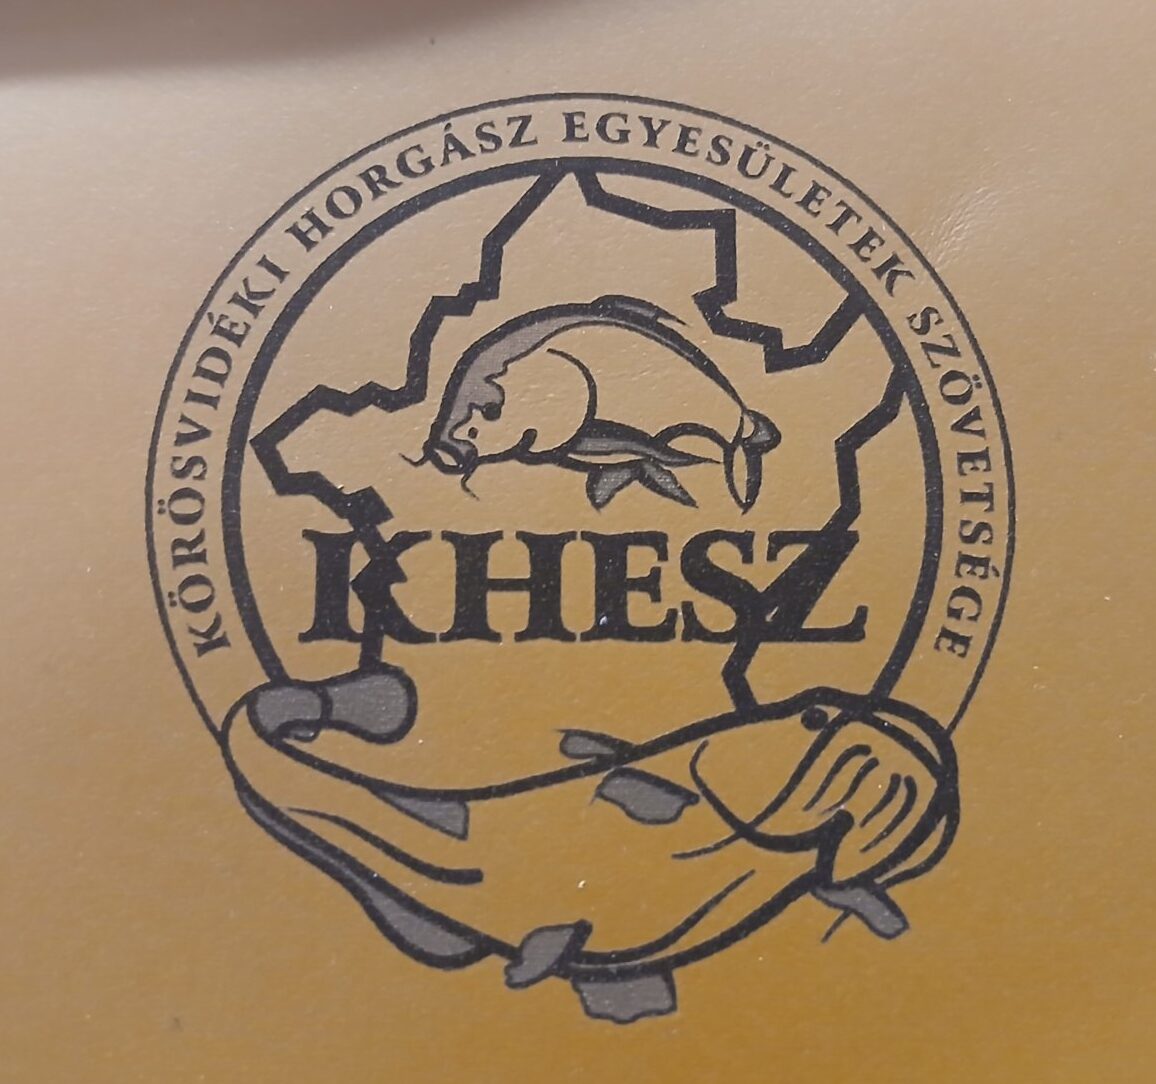 KÖRÖSVIDÉKI HORGÁSZ EGYESÜLETEK SZÖVETSÉGE
KHESZ